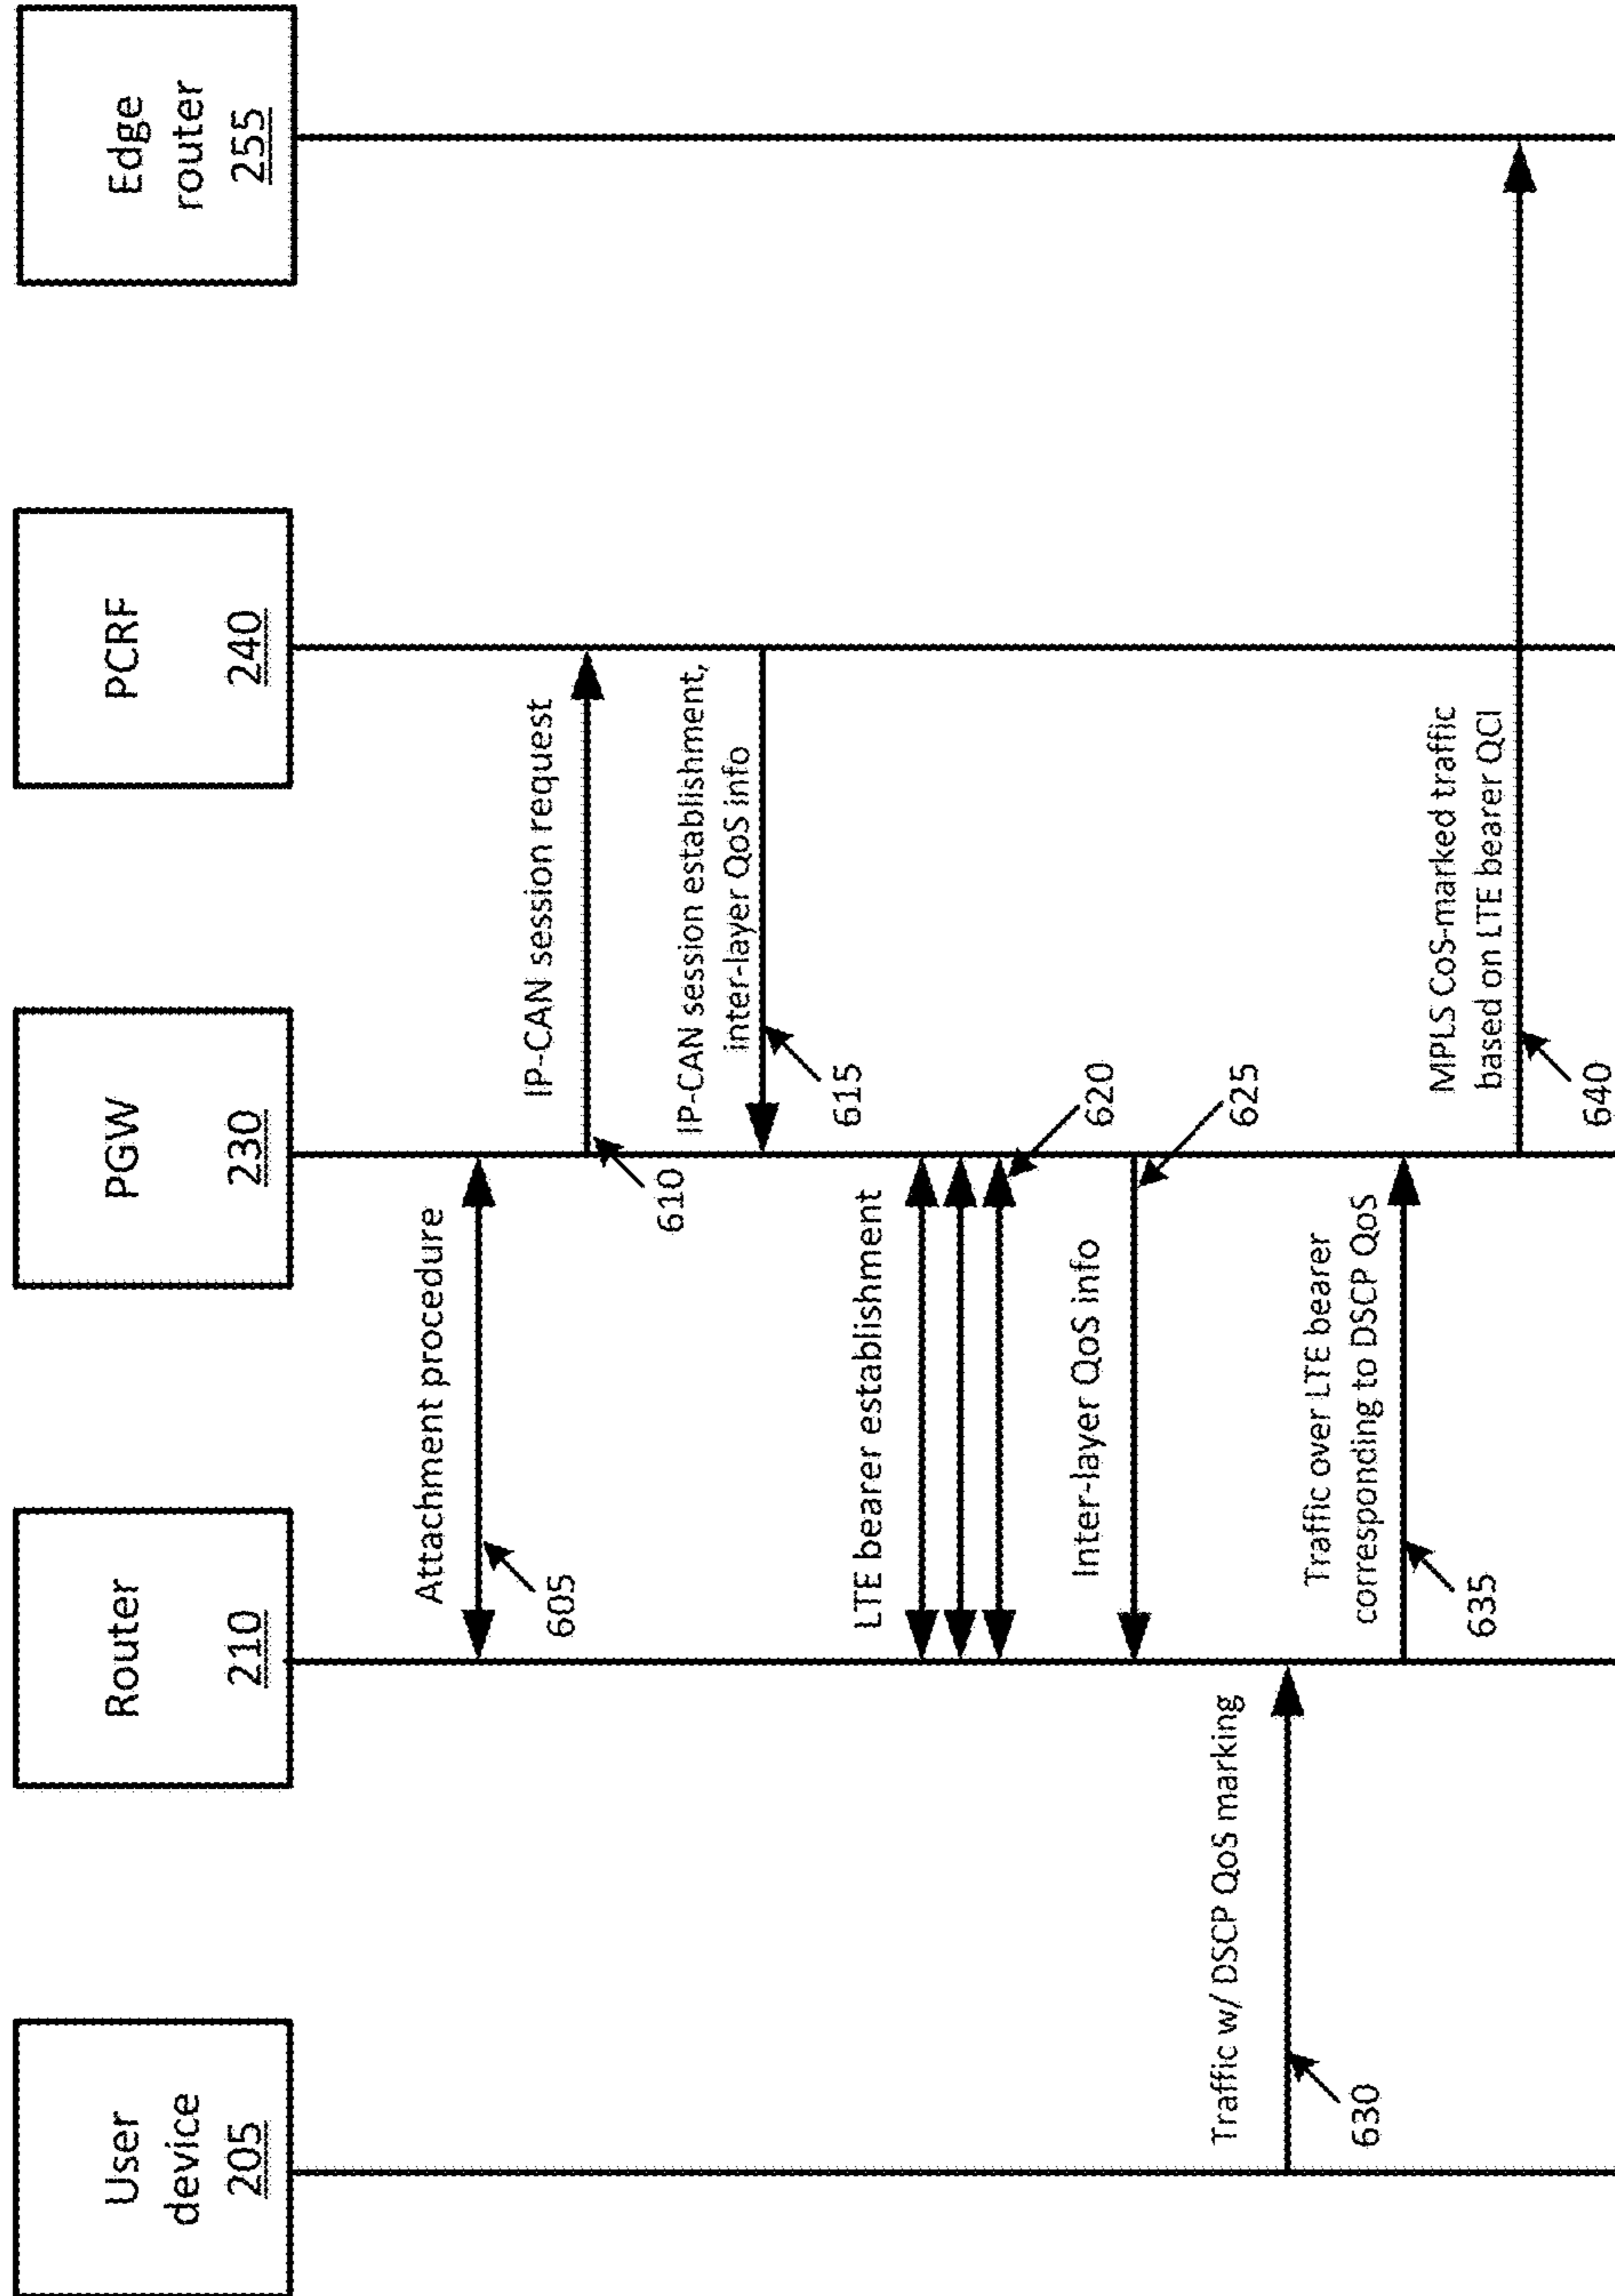 User
device
205
Router
210
PGW
230
PCRF
240
Edge
router
255
Attachment procedure
605
IP-CAN session request
610
IP-CAN session establishment,
inter-layer QoS info
615
LTE bearer establishment
620
Inter-layer QoS info
625
Traffic w/ DSCP QoS marking
630
Traffic over LTE bearer
corresponding to DSCP QoS
635
MPLS CoS-marked traffic
based on LTE bearer QCI
640